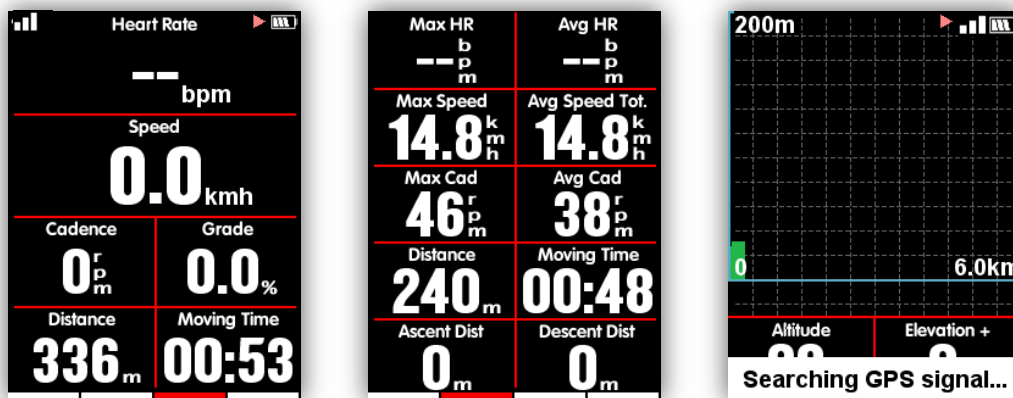 Heart Rate
-- bpm
Speed
0.0 kmh
Cadence Grade
0 rpm 0.0 %
Distance Moving Time
336 m 00:53
Max HR Avg HR
-- bpm -- bpm
Max Speed Avg Speed Tot.
14.8 kmh 14.8 kmh
Max Cad Avg Cad
46 rpm 38 rpm
Distance Moving Time
240 m 00:48
Ascent Dist Descent Dist
0 m 0 m
200m
0 6.0km
Altitude Elevation +
Searching GPS signal...